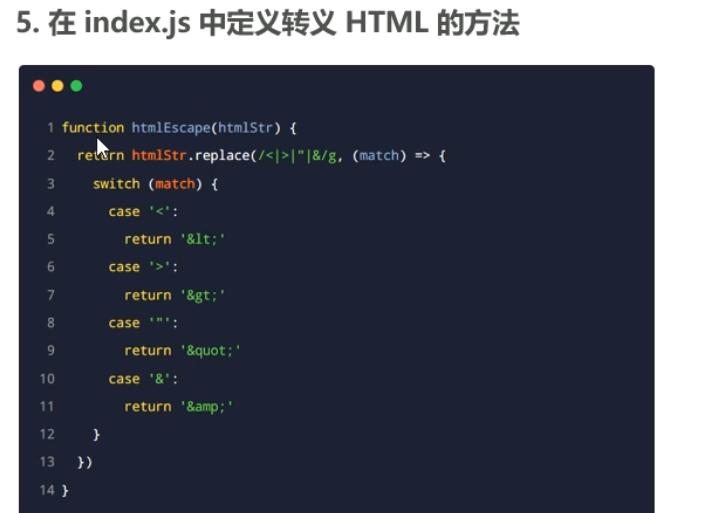 5. 在 index.js 中定义转义 HTML 的方法
1 function htmlEscape(htmlStr) {
2   return htmlStr.replace(/<|>|"|&/g, (match) => {
3     switch (match) {
4       case '<':
5         return '&lt;'
6       case '>':
7         return '&gt;'
8       case '"':
9         return '&quot;'
10       case '&':
11         return '&amp;'
12     }
13   })
14 }